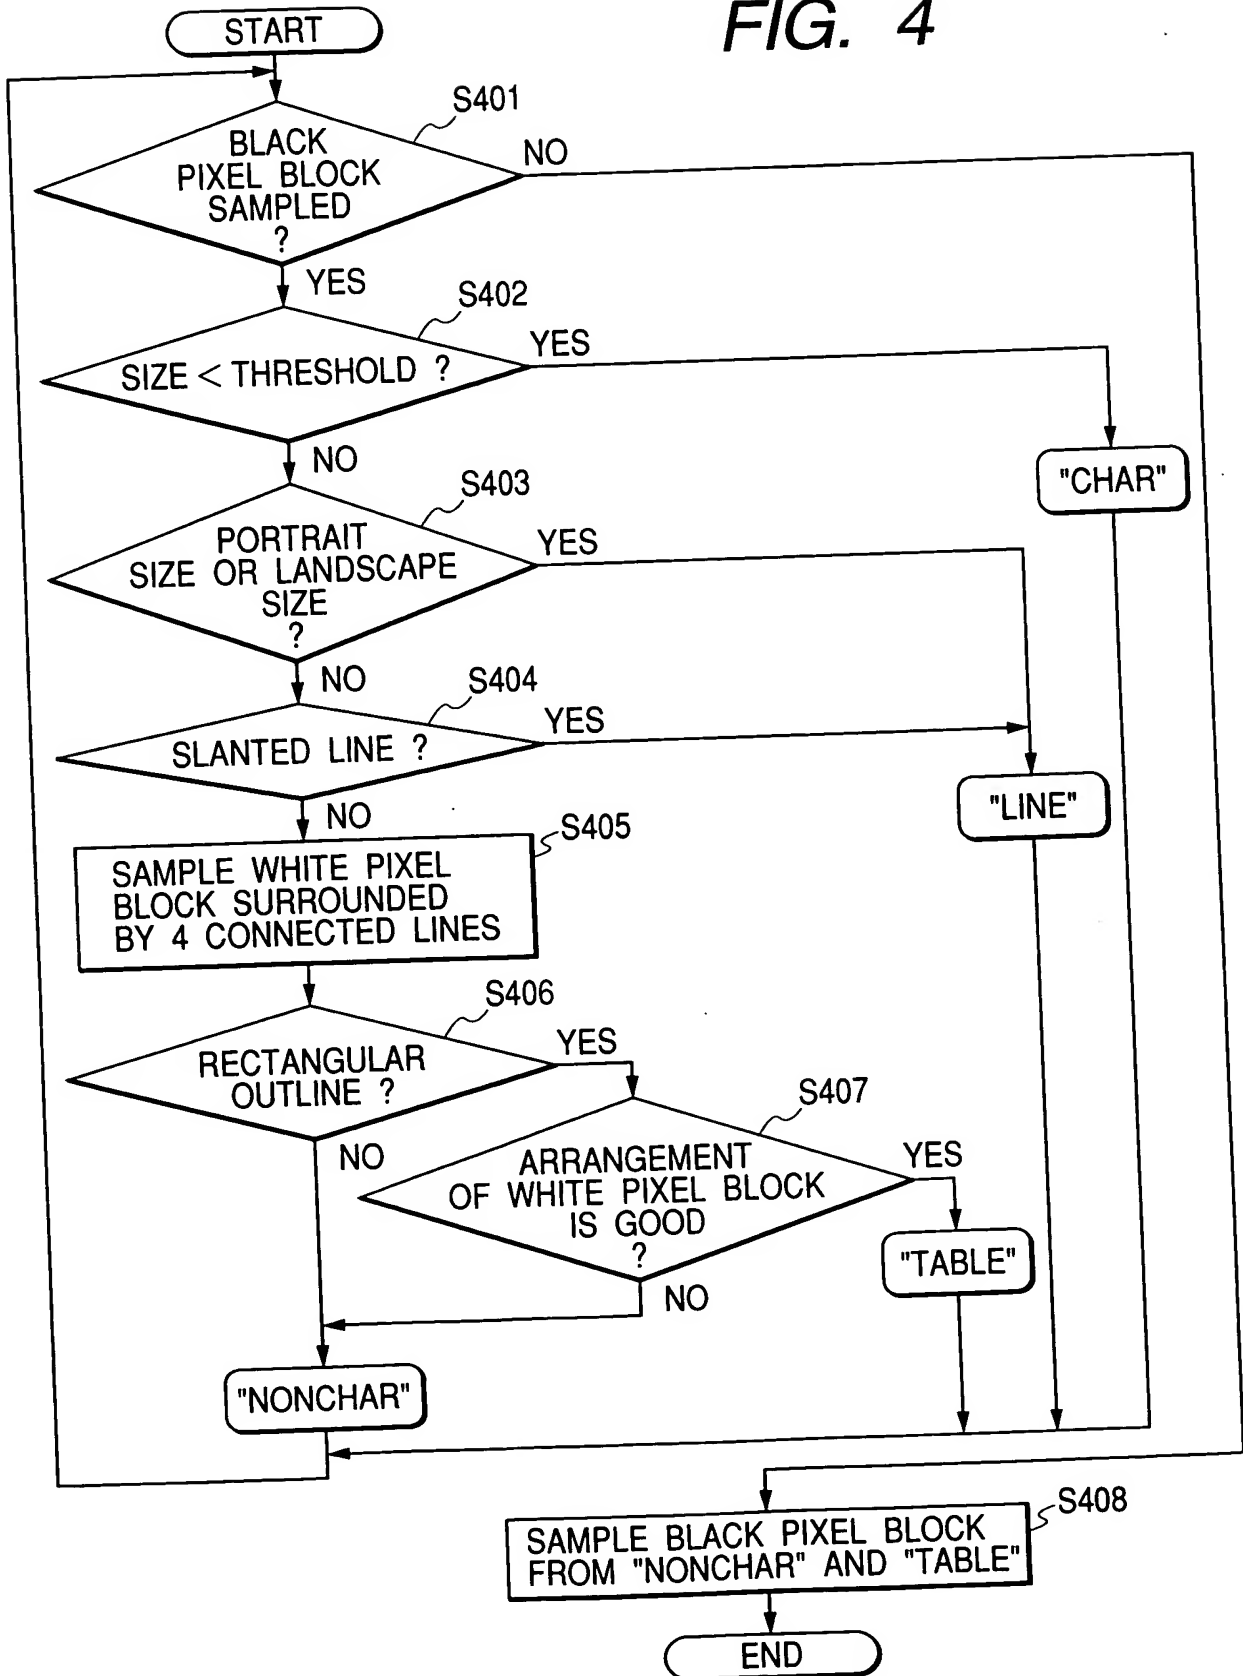 FIG. 4
START
S401
BLACK
PIXEL BLOCK
SAMPLED
?
NO
YES
S402
SIZE < THRESHOLD ?
YES
NO
"CHAR"
S403
PORTRAIT
SIZE OR LANDSCAPE
SIZE
?
YES
NO
S404
SLANTED LINE ?
YES
NO
"LINE"
S405
SAMPLE WHITE PIXEL
BLOCK SURROUNDED
BY 4 CONNECTED LINES
S406
RECTANGULAR
OUTLINE ?
YES
NO
S407
ARRANGEMENT
OF WHITE PIXEL BLOCK
IS GOOD
?
YES
NO
"TABLE"
"NONCHAR"
S408
SAMPLE BLACK PIXEL BLOCK
FROM "NONCHAR" AND "TABLE"
END